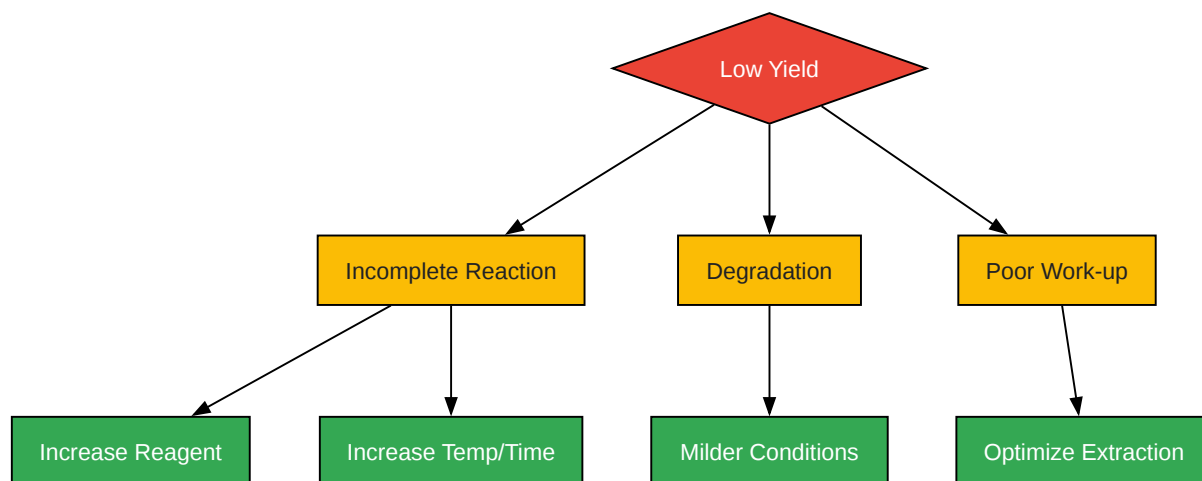 Low Yield
Incomplete Reaction
Degradation
Poor Work-up
Increase Reagent
Increase Temp/Time
Milder Conditions
Optimize Extraction